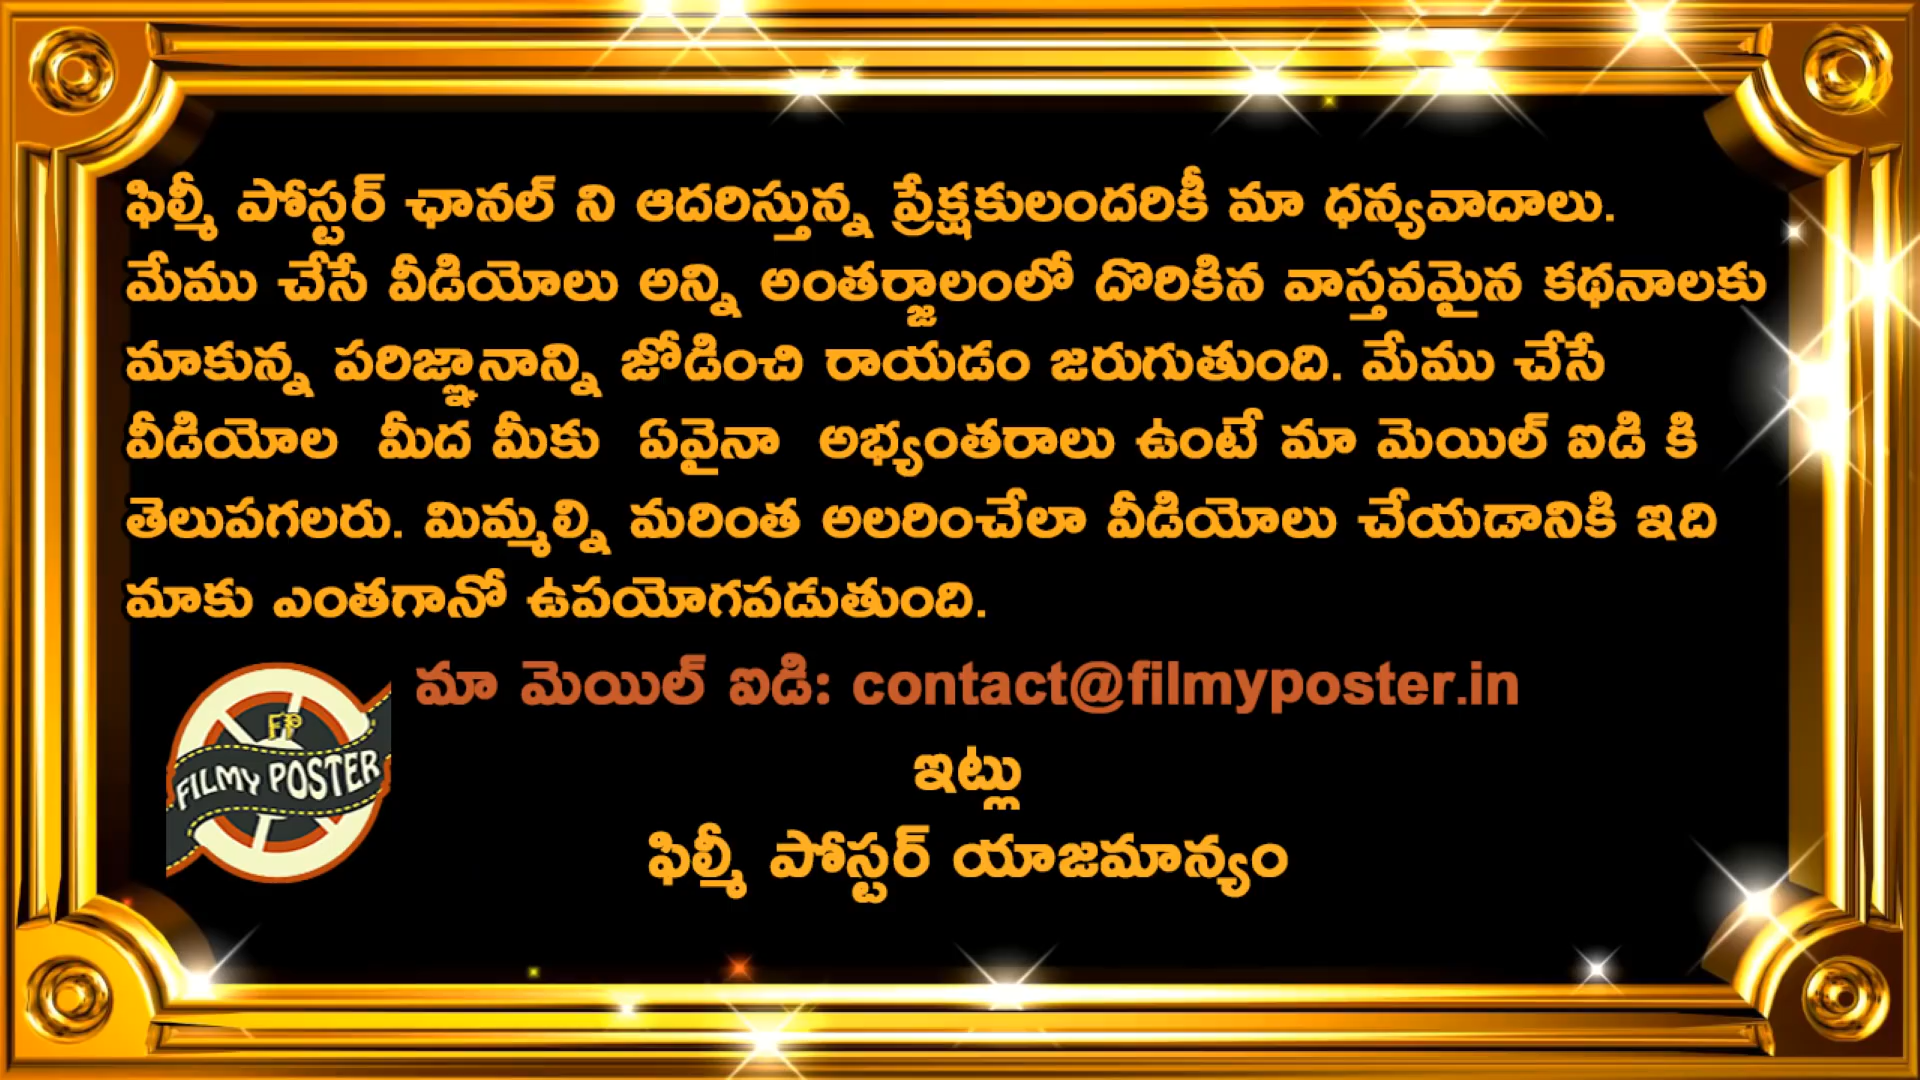 ఫిల్మీ పోస్టర్ ఛానల్ ని ఆదరిస్తున్న ప్రేక్షకులందరికీ మా ధన్యవాదాలు.
మేము చేసే వీడియోలు అన్ని అంతర్జాలంలో దొరికిన వాస్తవమైన కథనాలకు
మాకున్న పరిజ్ఞానాన్ని జోడించి రాయడం జరుగుతుంది. మేము చేసే
వీడియోల మీద మీకు ఏవైనా అభ్యంతరాలు ఉంటే మా మెయిల్ ఐడి కి
తెలుపగలరు. మిమ్మల్ని మరింత అలరించేలా వీడియోలు చేయడానికి ఇది
మాకు ఎంతగానో ఉపయోగపడుతుంది.
మా మెయిల్ ఐడి: contact@filmyposter.in
FP
FILMY POSTER
ఇట్లు
ఫిల్మీ పోస్టర్ యాజమాన్యం